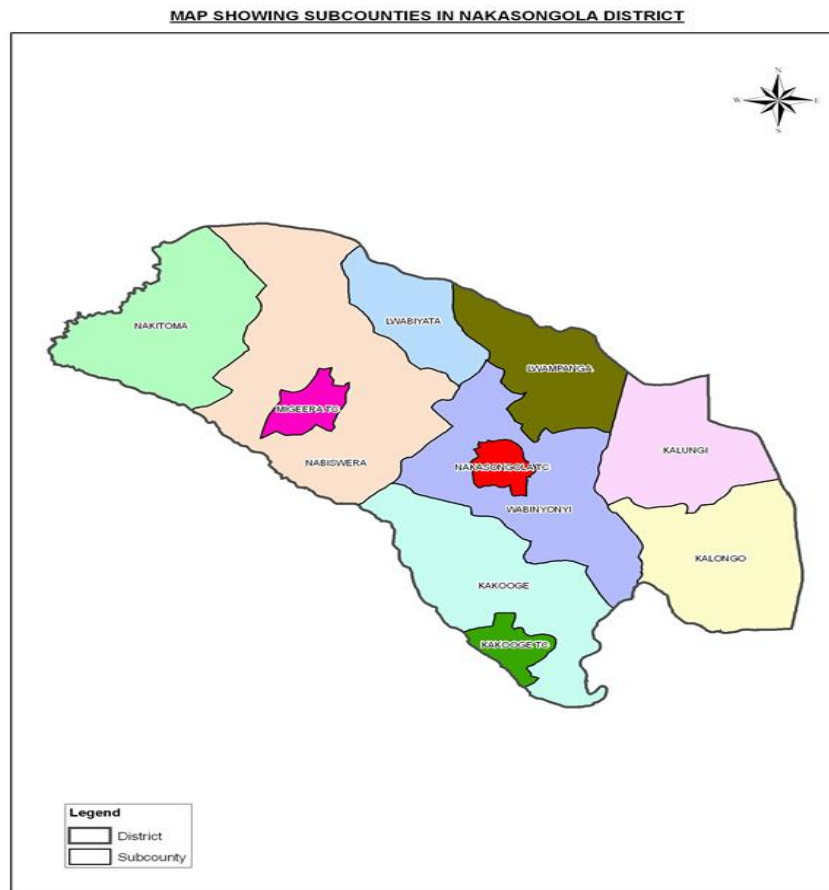 MAP SHOWING SUBCOUNTIES IN NAKASONGOLA DISTRICT
N
W E
S
NAKITOMA
LWABIYATA
LWAMPANGA
MIGEERA TC
KALUNGI
NABISWERA
NAKASONGOLA TC
WABINYONYI
KALONGO
KAKOOGE
KAKOOGE TC
Legend
District
Subcounty